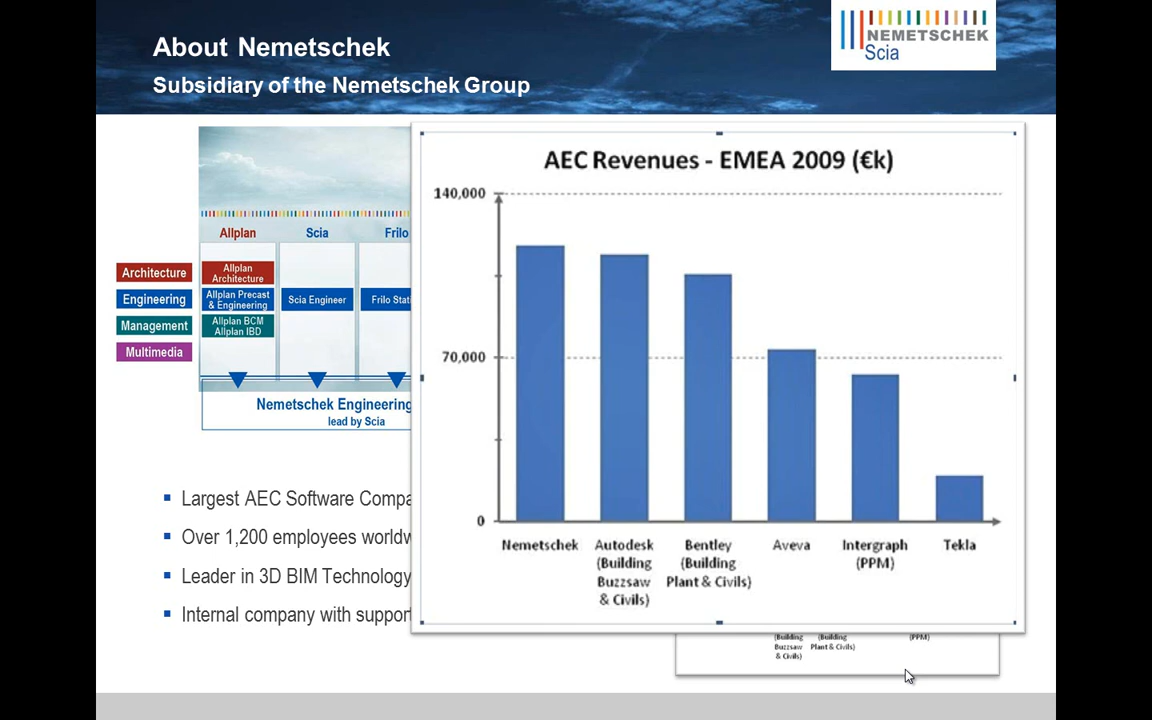 About Nemetschek
Subsidiary of the Nemetschek Group
NEMETSCHEK
Scia
Allplan
Scia
Frilo
Architecture
Engineering
Management
Multimedia
Allplan
Architecture
Allplan Precast
& Engineering
Allplan BCM
Allplan IBD
Scia Engineer
Frilo Stati
Nemetschek Engineering
lead by Scia
Largest AEC Software Compa
Over 1,200 employees worldw
Leader in 3D BIM Technology
Internal company with support
AEC Revenues - EMEA 2009 (€k)
140,000
70,000
0
Nemetschek
Autodesk
(Building
Buzzsaw
& Civils)
Bentley
(Building
Plant & Civils)
Aveva
Intergraph
(PPM)
Tekla
(Building
Buzzsaw
& Civils)
(Building
Plant & Civils)
(PPM)